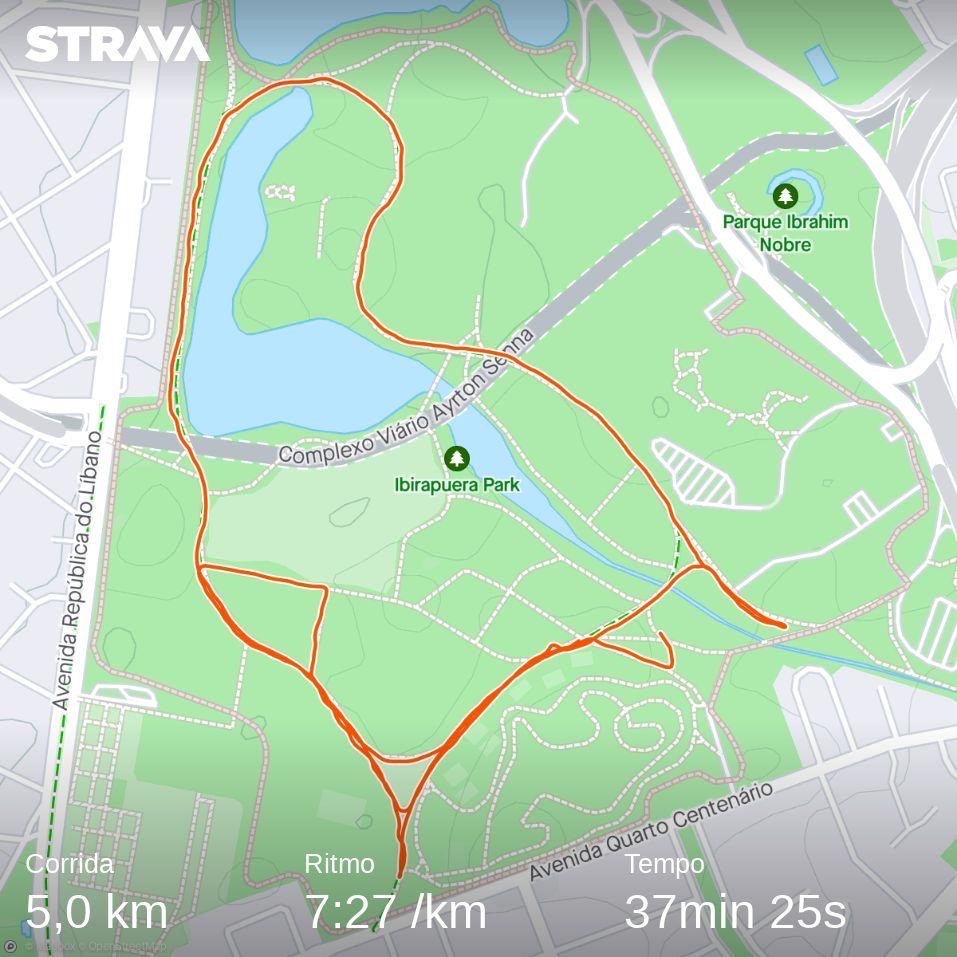 STRAVA
Parque Ibrahim
Nobre
Complexo Viário Ayrton Senna
Ibirapuera Park
Avenida República do Líbano
Avenida Quarto Centenário
Corrida
Ritmo
Tempo
5,0 km
7:27 /km
37min 25s
© Mapbox © OpenStreetMap